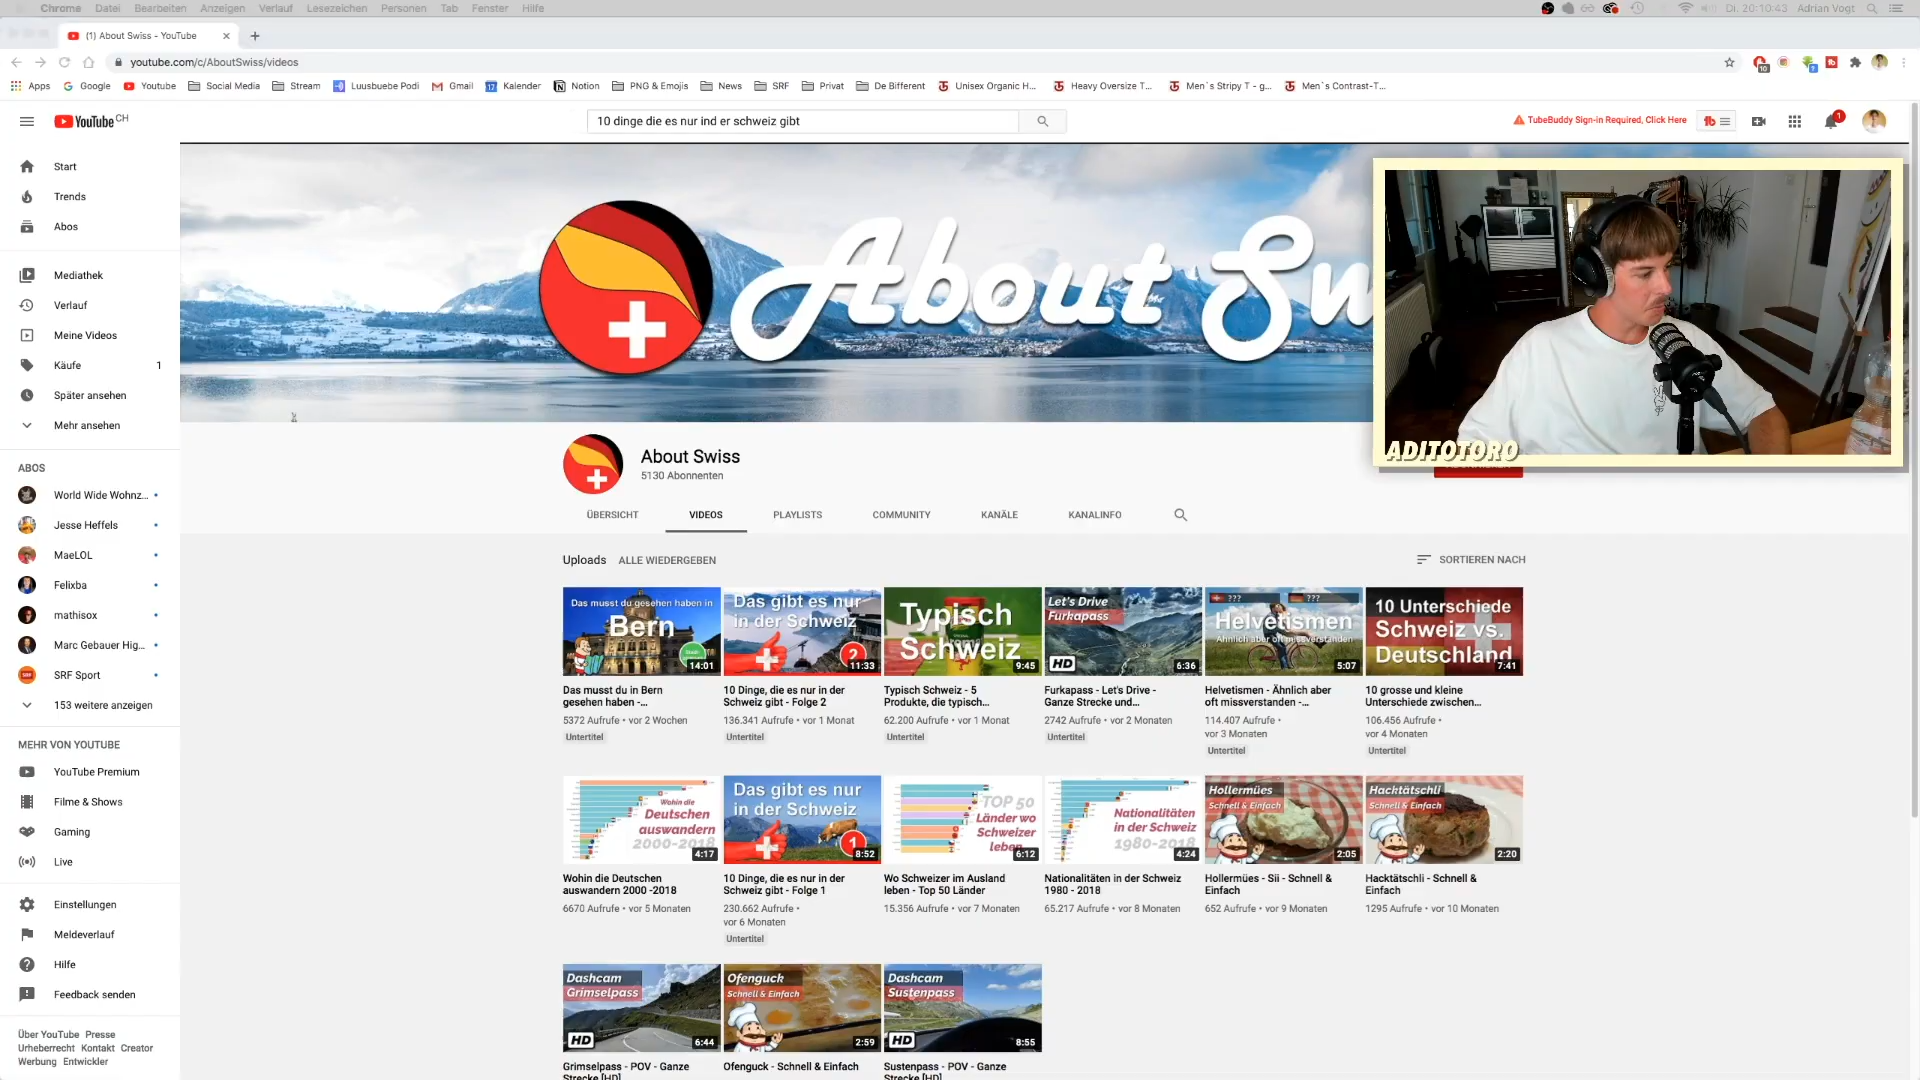 Chrome Datei Bearbeiten Anzeigen Verlauf Lesezeichen Personen Tab Fenster Hilfe
Di. 20:10:43 Adrian Vogt
(1) About Swiss - YouTube
youtube.com/c/AboutSwiss/videos
Apps Google Youtube Social Media Stream Luusbuebe Podi Gmail Kalender Notion PNG & Emojis News SRF Privat De Different Unisex Organic H... Heavy Oversize T... Men`s Stripy T - g... Men`s Contrast-T...
YouTube CH
10 dinge die es nur ind er schweiz gibt
TubeBuddy Sign-in Required, Click Here
1
Start
Trends
Abos
Mediathek
Verlauf
Meine Videos
Käufe 1
Später ansehen
Mehr ansehen
ABOS
World Wide Wohnz...
Jesse Heffels
MaeLOL
Felixba
mathisox
Marc Gebauer Hig...
SRF Sport
153 weitere anzeigen
MEHR VON YOUTUBE
YouTube Premium
Filme & Shows
Gaming
Live
Einstellungen
Meldeverlauf
Hilfe
Feedback senden
Über YouTube Presse
Urheberrecht Kontakt Creator
Werbung Entwickler
About Sw
ADITOTORO
About Swiss
5130 Abonnenten
ÜBERSICHT VIDEOS PLAYLISTS COMMUNITY KANÄLE KANALINFO
Uploads ALLE WIEDERGEBEN SORTIEREN NACH
Das musst du gesehen haben in
Bern
14:01
Das musst du in Bern
gesehen haben -...
5372 Aufrufe • vor 2 Wochen
Untertitel
Das gibt es nur
in der Schweiz
2
11:33
10 Dinge, die es nur in der
Schweiz gibt - Folge 2
136.341 Aufrufe • vor 1 Monat
Untertitel
Typisch
Schweiz
9:45
Typisch Schweiz - 5
Produkte, die typisch...
62.200 Aufrufe • vor 1 Monat
Untertitel
Let's Drive
Furkapass
HD
6:36
Furkapass - Let's Drive -
Ganze Strecke und...
2742 Aufrufe • vor 2 Monaten
Untertitel
??? ???
Helvetismen
Ähnlich aber oft missverstanden
5:07
Helvetismen - Ähnlich aber
oft missverstanden -...
114.407 Aufrufe •
vor 3 Monaten
Untertitel
10 Unterschiede
Schweiz vs.
Deutschland
7:41
10 grosse und kleine
Unterschiede zwischen...
106.456 Aufrufe •
vor 4 Monaten
Untertitel
Wohin die
Deutschen
auswandern
2000-2018
4:17
Wohin die Deutschen
auswandern 2000 -2018
6670 Aufrufe • vor 5 Monaten
Das gibt es nur
in der Schweiz
1
8:52
10 Dinge, die es nur in der
Schweiz gibt - Folge 1
230.662 Aufrufe •
vor 6 Monaten
Untertitel
TOP 50
Länder wo
Schweizer
leben
6:12
Wo Schweizer im Ausland
leben - Top 50 Länder
15.356 Aufrufe • vor 7 Monaten
Nationalitäten
in der Schweiz
1980-2018
4:24
Nationalitäten in der Schweiz
1980 - 2018
65.217 Aufrufe • vor 8 Monaten
Hollermües
Schnell & Einfach
2:05
Hollermües - Sii - Schnell &
Einfach
652 Aufrufe • vor 9 Monaten
Hacktätschli
Schnell & Einfach
2:20
Hacktätschli - Schnell &
Einfach
1295 Aufrufe • vor 10 Monaten
Dashcam
Grimselpass
HD
6:44
Grimselpass - POV - Ganze
Strecke [HD]
Ofenguck
Schnell & Einfach
2:59
Ofenguck - Schnell & Einfach
Dashcam
Sustenpass
HD
8:55
Sustenpass - POV - Ganze
Strecke [HD]